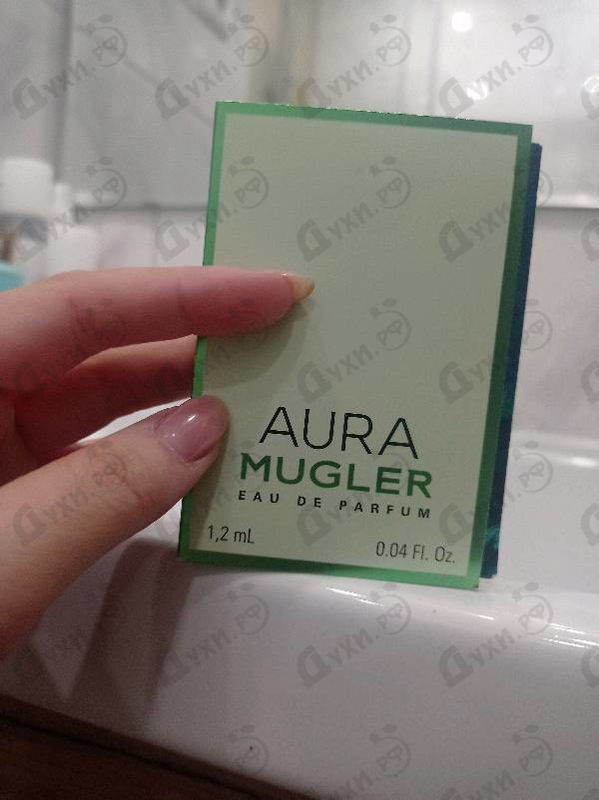 AURA
MUGLER
EAU DE PARFUM
1,2 mL
0.04 Fl. Oz.
Духи.РФ